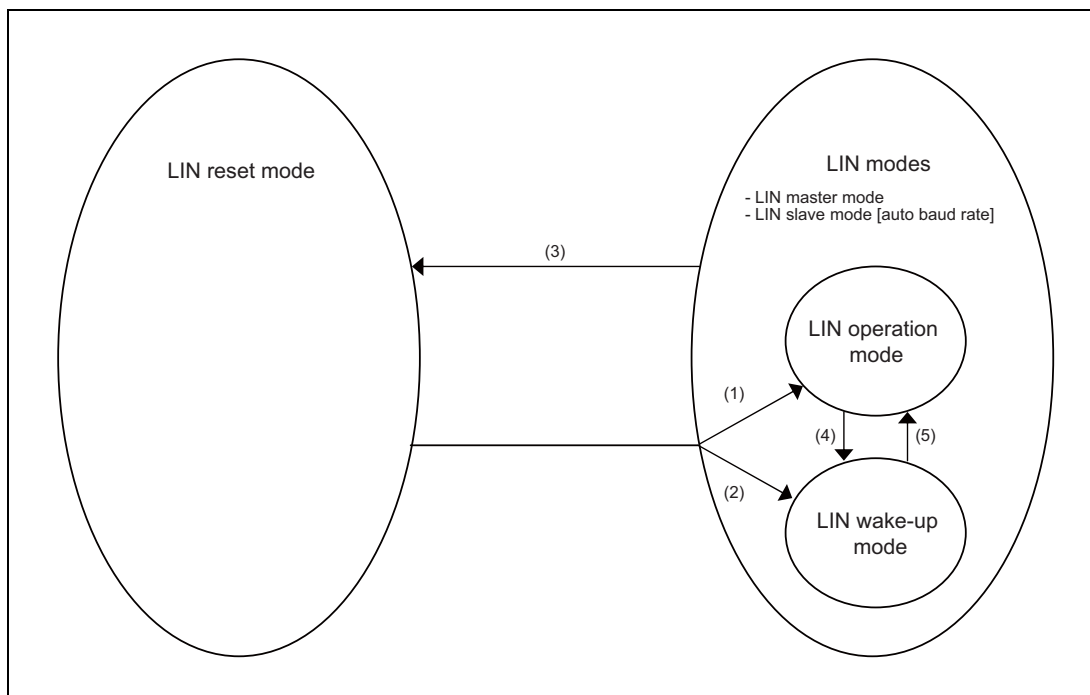 LIN reset mode
LIN modes
- LIN master mode
- LIN slave mode [auto baud rate]
(3)
LIN operation
mode
(1)
(4)
(5)
(2)
LIN wake-up
mode